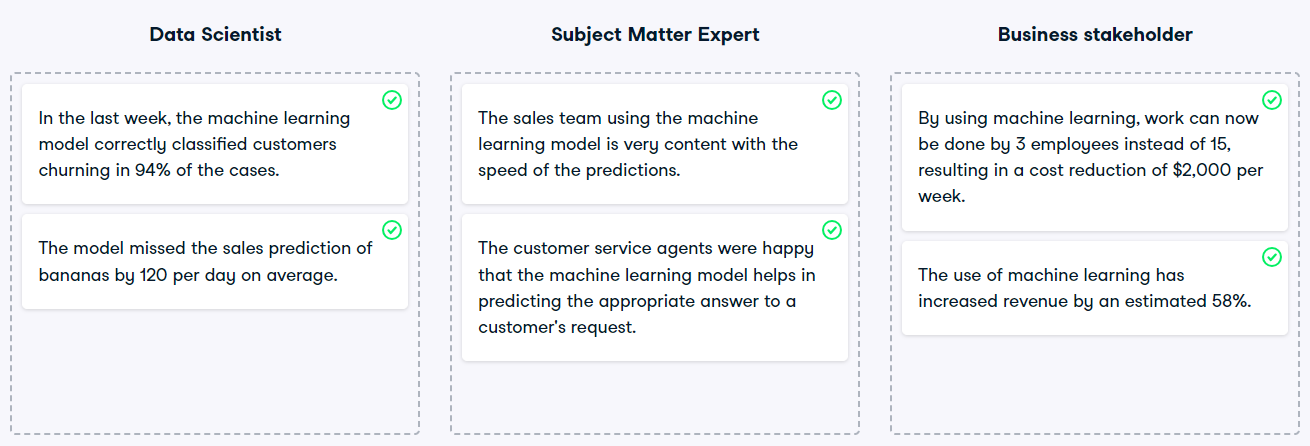 Data Scientist
In the last week, the machine learning
model correctly classified customers
churning in 94% of the cases.
The model missed the sales prediction of
bananas by 120 per day on average.
Subject Matter Expert
The sales team using the machine
learning model is very content with the
speed of the predictions.
The customer service agents were happy
that the machine learning model helps in
predicting the appropriate answer to a
customer's request.
Business stakeholder
By using machine learning, work can now
be done by 3 employees instead of 15,
resulting in a cost reduction of $2,000 per
week.
The use of machine learning has
increased revenue by an estimated 58%.